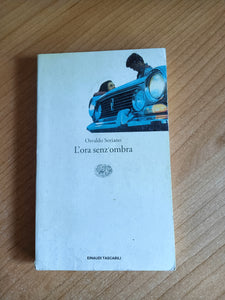 Osvaldo Soriano
L'ora senz'ombra
EINAUDI TASCABILI